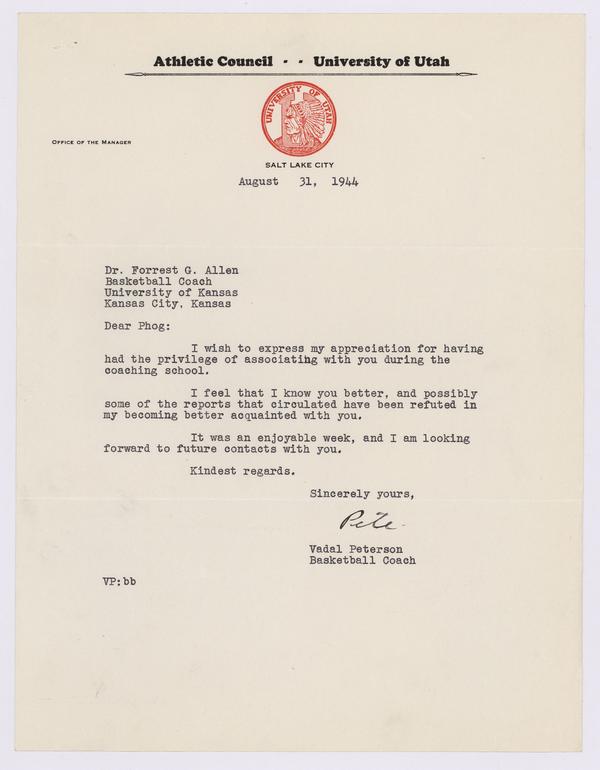 Athletic Council - - University of Utah
UNIVERSITY OF UTAH
OFFICE OF THE MANAGER
SALT LAKE CITY
August 31, 1944
Dr. Forrest G. Allen
Basketball Coach
University of Kansas
Kansas City, Kansas
Dear Phog:
I wish to express my appreciation for having
had the privilege of associating with you during the
coaching school.
I feel that I know you better, and possibly
some of the reports that circulated have been refuted in
my becoming better acquainted with you.
It was an enjoyable week, and I am looking
forward to future contacts with you.
Kindest regards.
Sincerely yours,
Pete
Vadal Peterson
Basketball Coach
VP:bb